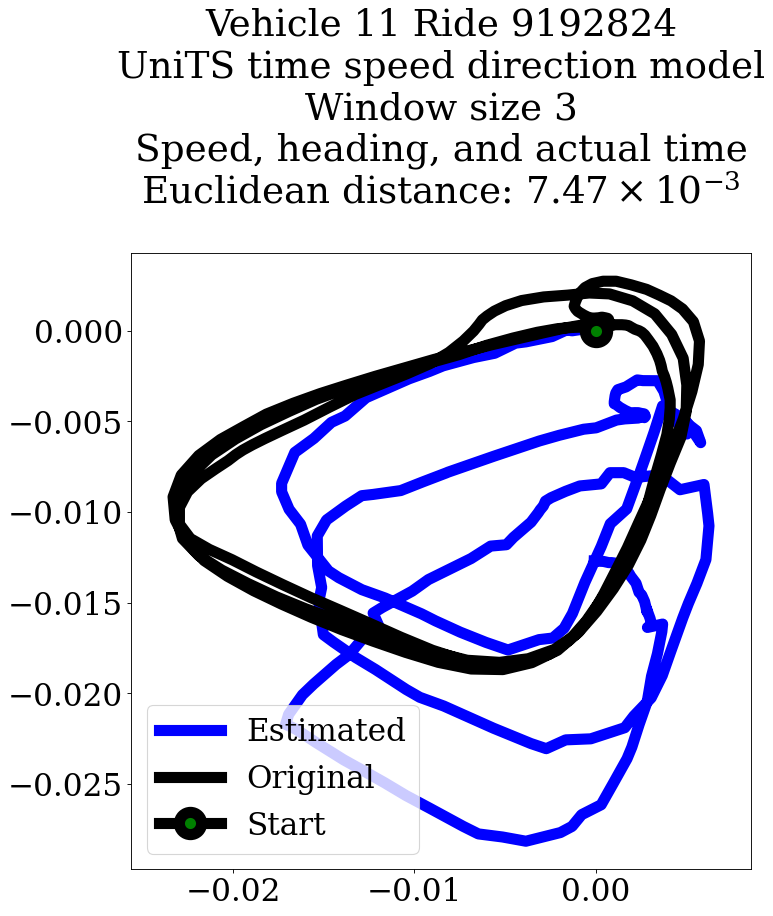 Vehicle 11 Ride 9192824
UniTS time speed direction model
Window size 3
Speed, heading, and actual time
Euclidean distance: 7.47 × 10⁻³
0.000
−0.005
−0.010
−0.015
−0.020
−0.025
Estimated
Original
Start
−0.02
−0.01
0.00